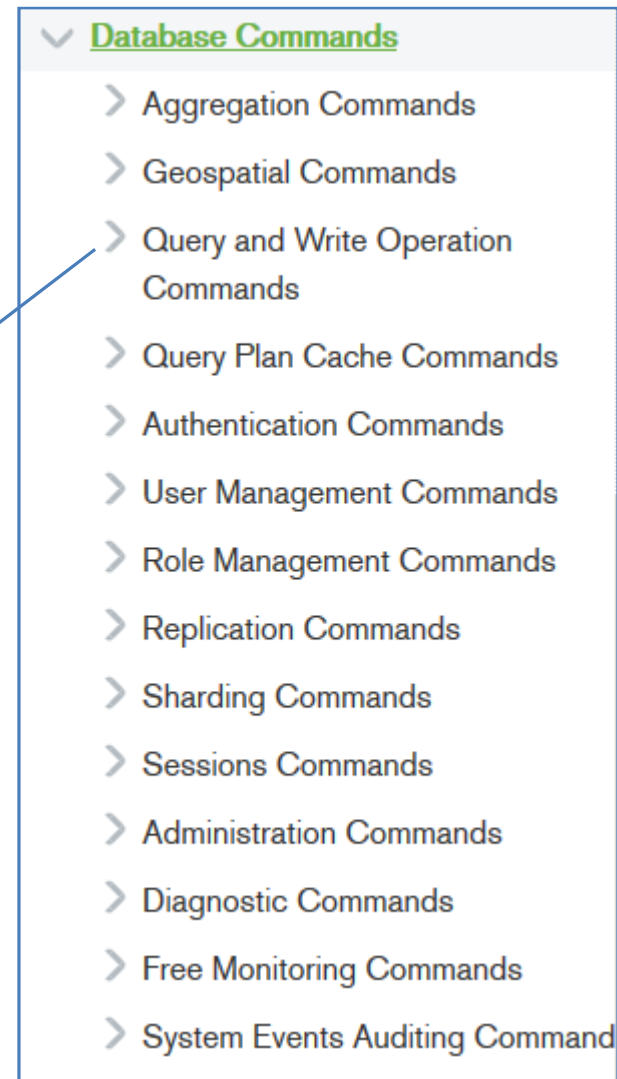 Database Commands
Aggregation Commands
Geospatial Commands
Query and Write Operation
Commands
Query Plan Cache Commands
Authentication Commands
User Management Commands
Role Management Commands
Replication Commands
Sharding Commands
Sessions Commands
Administration Commands
Diagnostic Commands
Free Monitoring Commands
System Events Auditing Command